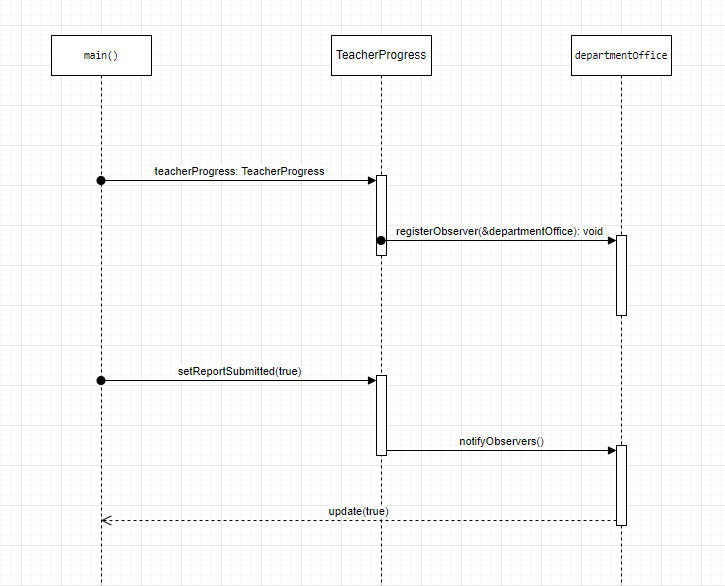 main()
TeacherProgress
departmentOffice
teacherProgress: TeacherProgress
registerObserver(&departmentOffice): void
setReportSubmitted(true)
notifyObservers()
update(true)